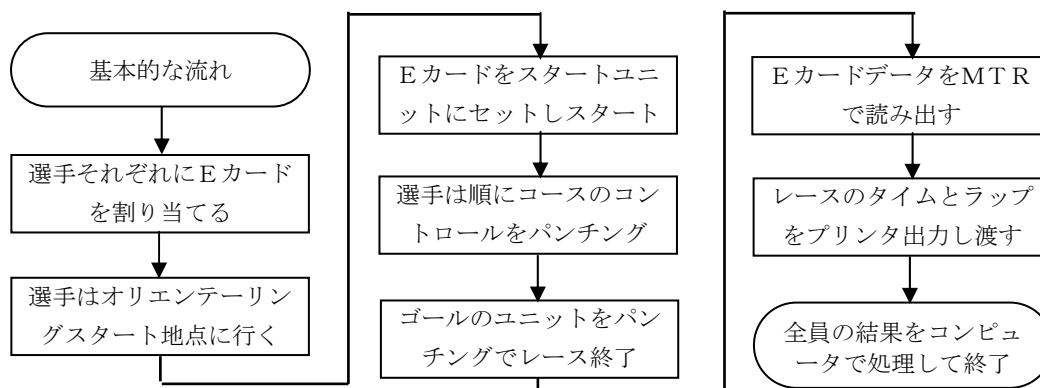 基本的な流れ
選手それぞれにＥカード
を割り当てる
選手はオリエンテーリン
グスタート地点に行く
Ｅカードをスタートユニ
ットにセットしスタート
選手は順にコースのコン
トロールをパンチング
ゴールのユニットをパン
チングでレース終了
ＥカードデータをＭＴＲ
で読み出す
レースのタイムとラップ
をプリンタ出力し渡す
全員の結果をコンピュ
ータで処理して終了